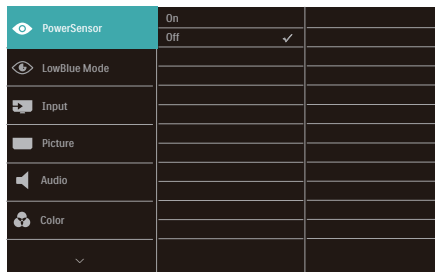 PowerSensor
On
Off
LowBlue Mode
Input
Picture
Audio
Color